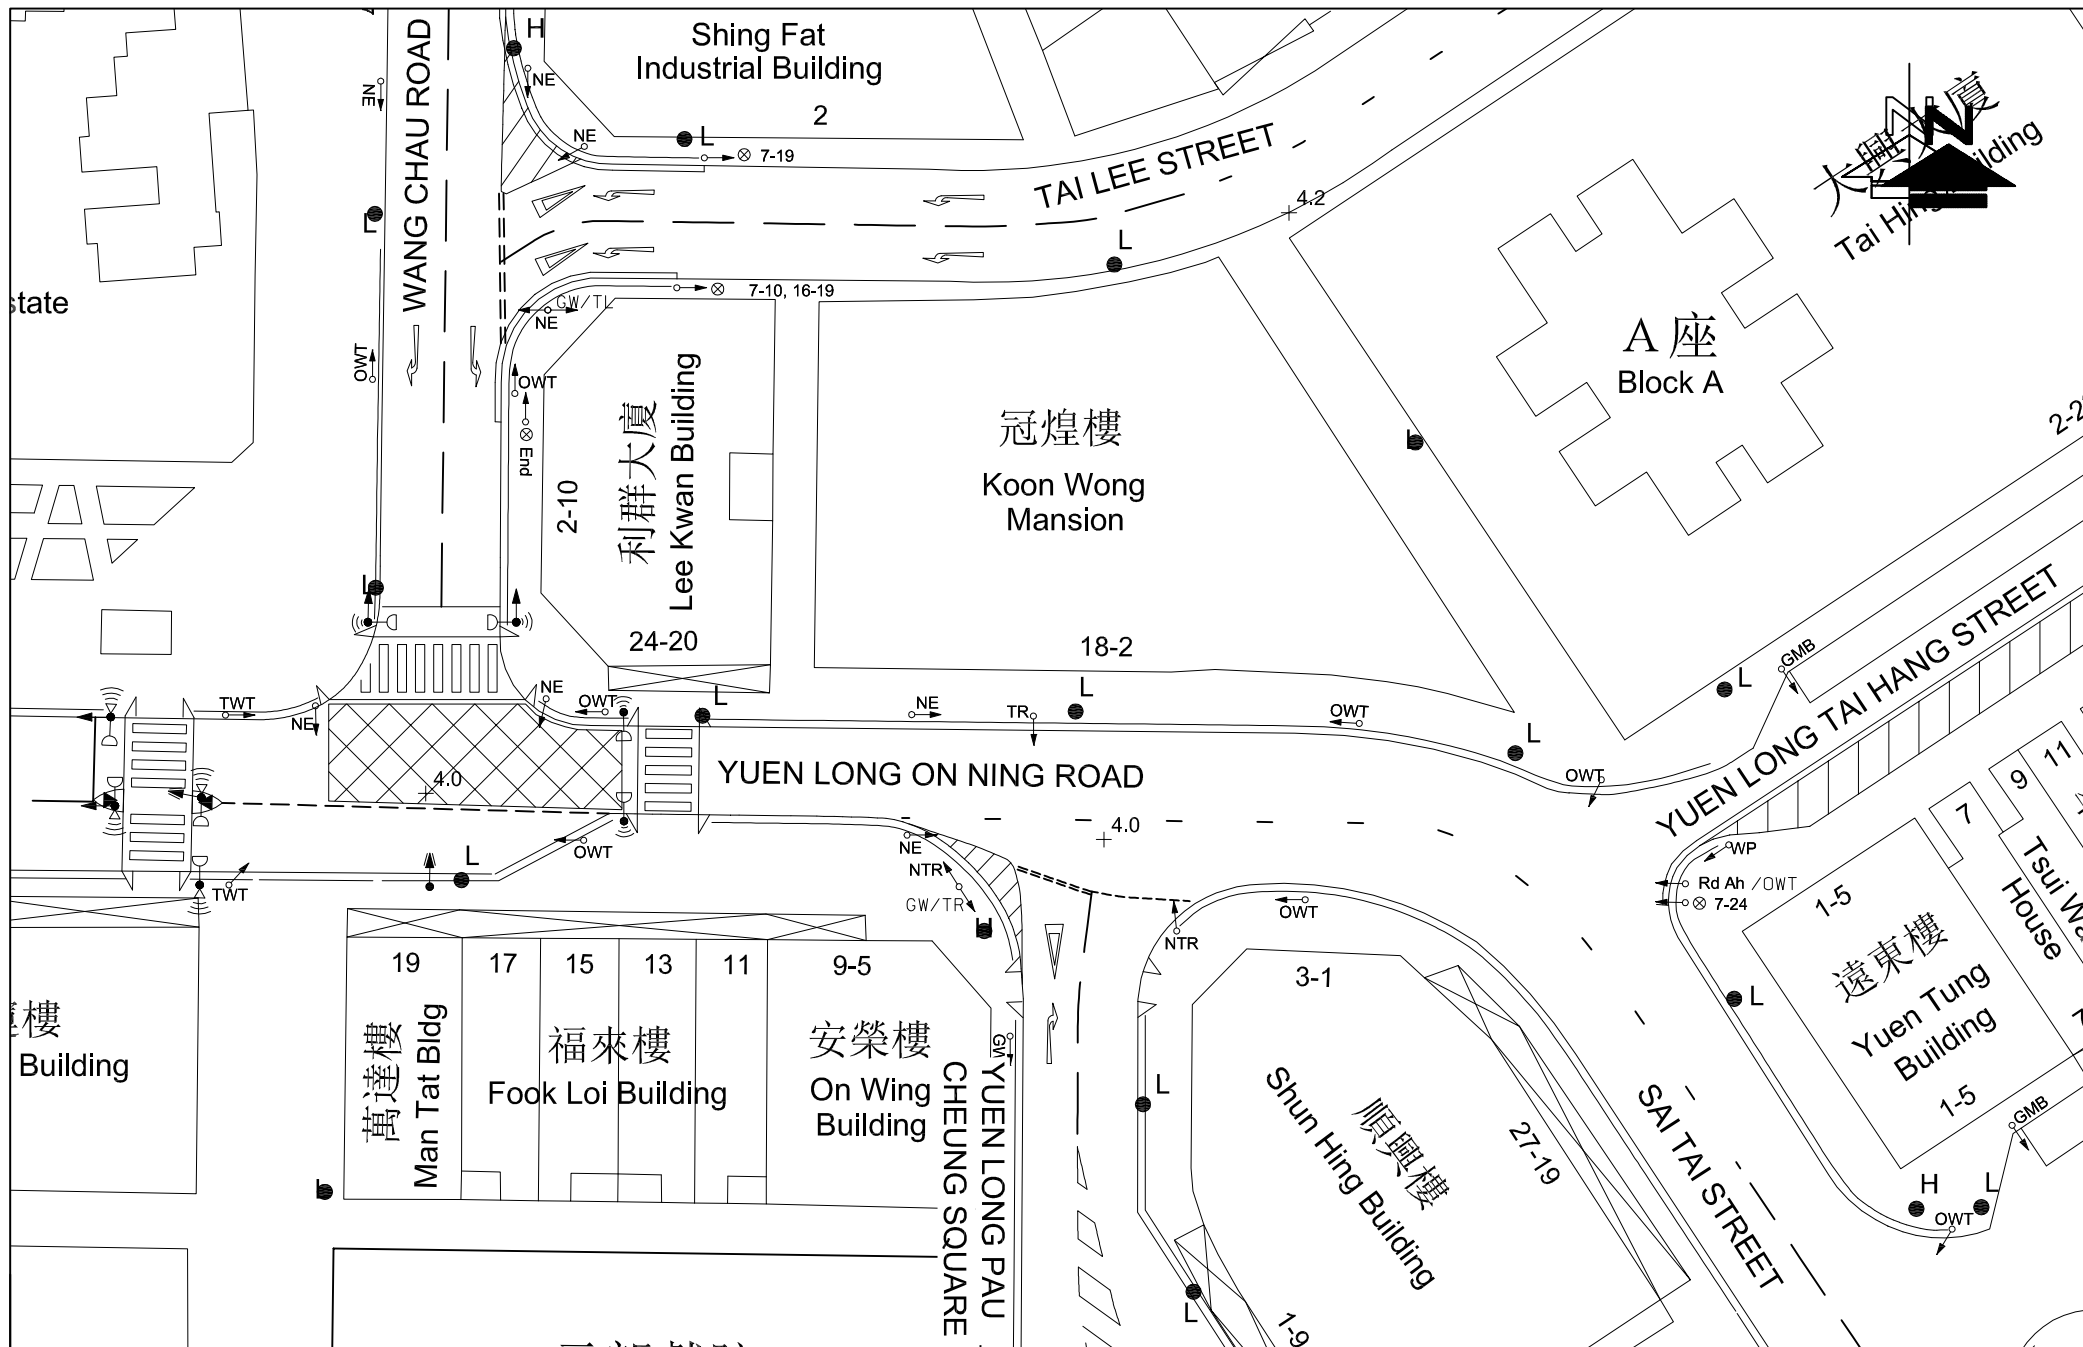 H
Shing Fat
Industrial Building
2
NE
NE
NE
L
7-19
WANG CHAU ROAD
TAI LEE STREET
4.2
N
大興大廈
Tai Hing Building
L
L
state
7-10, 16-19
GW/TL
NE
OWT
OWT
End
2-10
利群大廈
Lee Kwan Building
24-20
冠煌樓
Koon Wong
Mansion
18-2
A座
Block A
L
2-2
L
GMB
L
YUEN LONG TAI HANG STREET
TWT
NE
NE
OWT
L
NE
TR
L
OWT
L
OWT
4.0
YUEN LONG ON NING ROAD
4.0
7
9
11
Tsui Wa
House
WP
Rd Ah /OWT
7-24
1-5
遠東樓
Yuen Tung
Building
1-5
7
L
GMB
H
L
OWT
TWT
L
OWT
NE
NTR
GW/TR
NTR
OWT
樓
Building
19
17
15
13
11
9-5
萬達樓
Man Tat Bldg
福來樓
Fook Loi Building
安榮樓
On Wing
Building
GW
YUEN LONG PAU
CHEUNG SQUARE
L
L
3-1
順興樓
Shun Hing Building
27-19
1-9
SAI TAI STREET
L